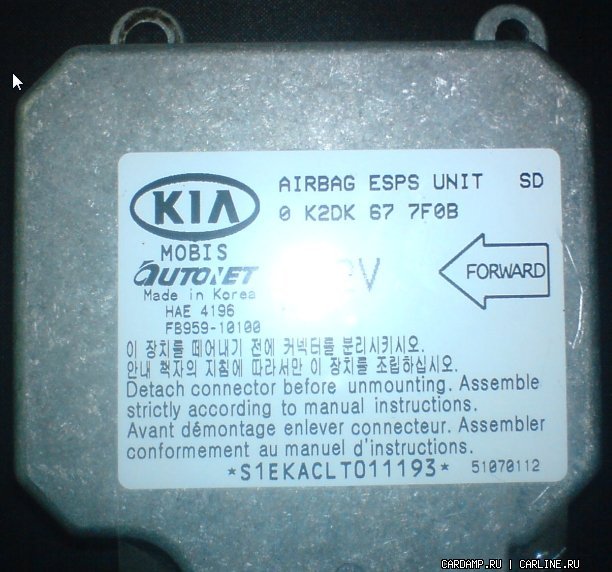 KIA
AIRBAG ESPS UNIT SD
0 K2DK 67 7F0B
MOBIS
AUTONET
Made in Korea
HAE 4196
FB959-10100
FORWARD
이 장치를 떼어내기 전에 커넥터를 분리시키시오.
안내 책자의 지침에 따라서만 이 장치를 조립하십시오.
Detach connector before unmounting. Assemble
strictly according to manual instructions.
Avant démontage enlever connecteur. Assembler
conformement au manuel d'instructions.
*S1EKACLT011193* 51070112
CARDAMP.RU | CARLINE.RU